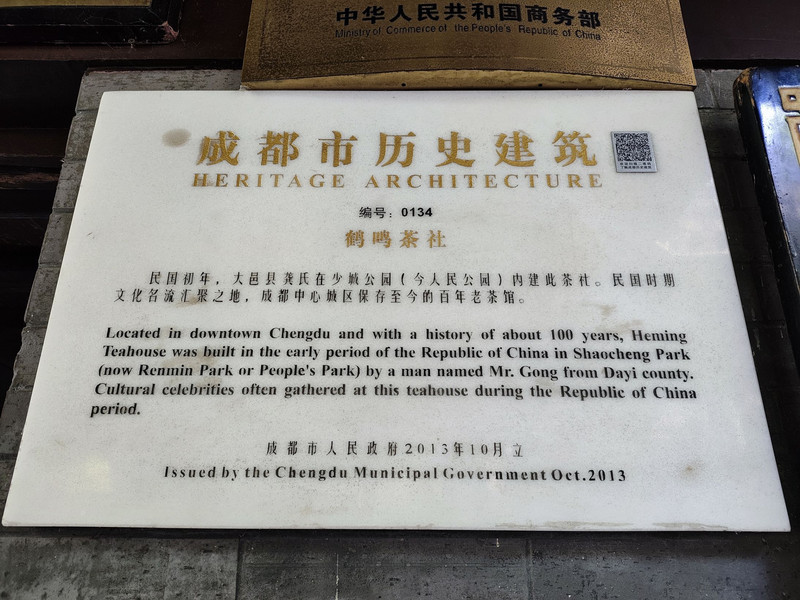 中华人民共和国商务部
Ministry of Commerce of the People's Republic of China
成都市历史建筑
HERITAGE ARCHITECTURE
编号：0134
鹤鸣茶社
民国初年，大邑县龚氏在少城公园（今人民公园）内建此茶社。民国时期
文化名流汇聚之地，成都中心城区保存至今的百年老茶馆。
Located in downtown Chengdu and with a history of about 100 years, Heming
Teahouse was built in the early period of the Republic of China in Shaocheng Park
(now Renmin Park or People's Park) by a man named Mr. Gong from Dayi county.
Cultural celebrities often gathered at this teahouse during the Republic of China
period.
成都市人民政府2013年10月立
Issued by the Chengdu Municipal Government Oct.2013